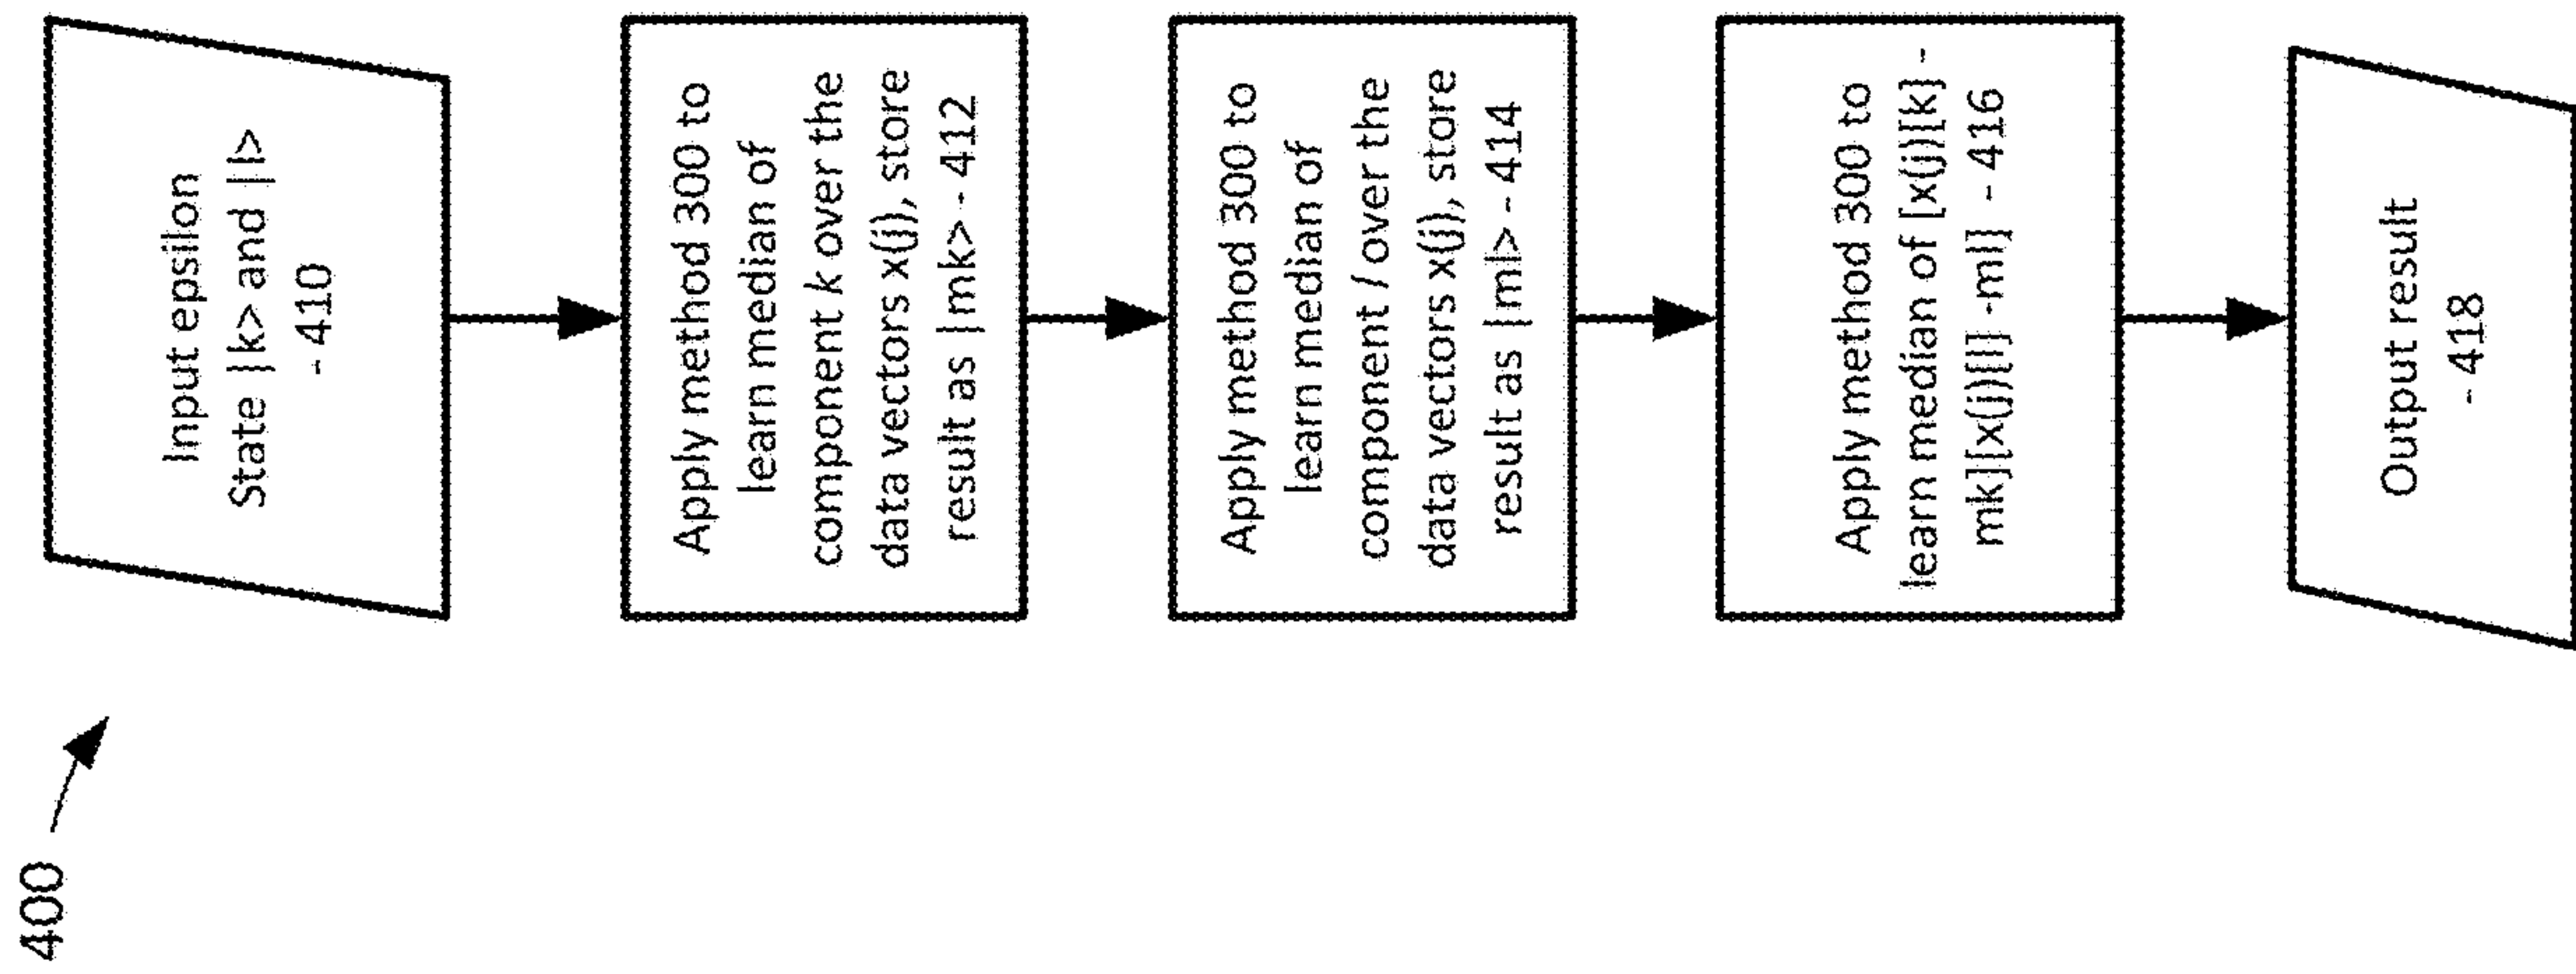 400
Input epsilon
State |k> and |l>
- 410
Apply method 300 to
learn median of
component k over the
data vectors x(j), store
result as |mk> - 412
Apply method 300 to
learn median of
component l over the
data vectors x(j), store
result as |ml> - 414
Apply method 300 to
learn median of [x(j)[k] -
mk][x(j)[l] -ml] - 416
Output result
- 418